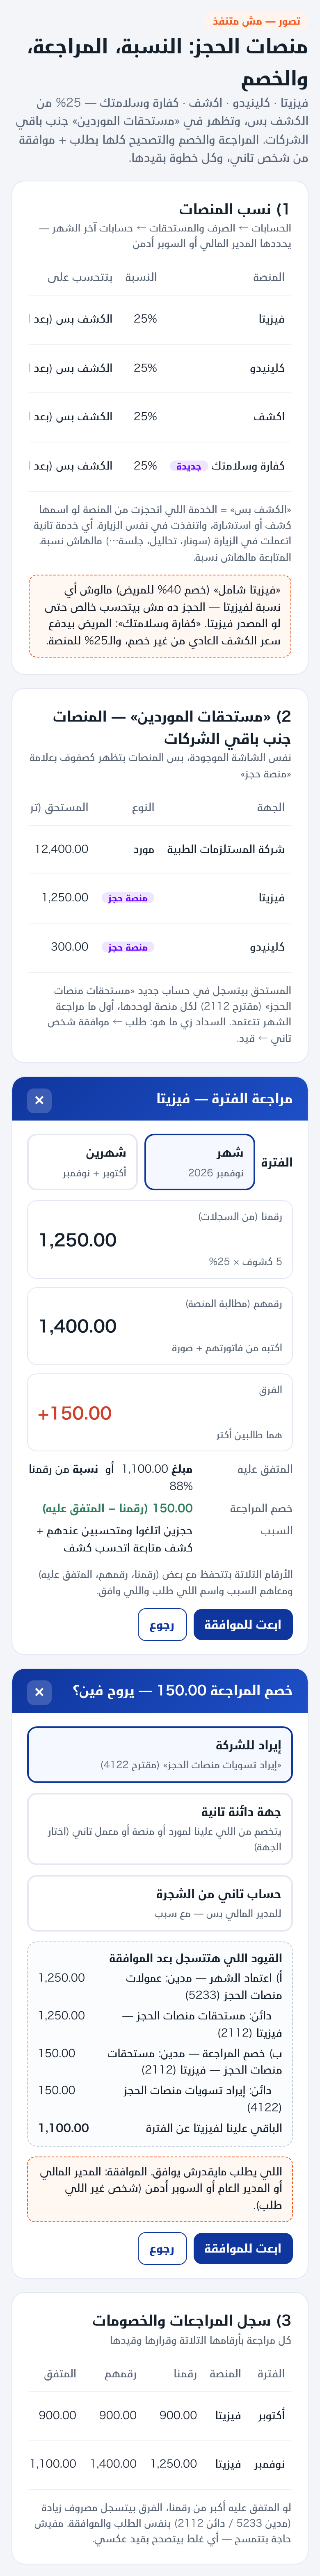 تصور — مش متنفذ
منصات الحجز: النسبة، المراجعة،
والخصم
فيزيتا · كلينيدو · اكشف · كفارة وسلامتك — 25% من
الكشف بس، وتظهر في «مستحقات الموردين» جنب باقي
الشركات. المراجعة والخصم والتصحيح كلها بطلب + موافقة
من شخص تاني، وكل خطوة بقيدها.
1) نسب المنصات
الحسابات ← الصرف والمستحقات ← حسابات آخر الشهر —
يحددها المدير المالي أو السوبر أدمن
المنصة النسبة بتتحسب على
فيزيتا 25% الكشف بس (بعد ا
كلينيدو 25% الكشف بس (بعد ا
اكشف 25% الكشف بس (بعد ا
كفارة وسلامتك جديدة 25% الكشف بس (بعد ا
«الكشف بس» = الخدمة اللي اتحجزت من المنصة لو اسمها
كشف أو استشارة، واتنفذت في نفس الزيارة. أي خدمة تانية
اتعملت في الزيارة (سونار، تحاليل، جلسة…) مالهاش نسبة.
المتابعة مالهاش نسبة.
«فيزيتا شامل» (خصم 40% للمريض) مالوش أي
نسبة لفيزيتا — الحجز ده مش بيتحسب خالص حتى
لو المصدر فيزيتا. «كفارة وسلامتك»: المريض بيدفع
سعر الكشف العادي من غير خصم، والـ25% للمنصة.
2) «مستحقات الموردين» — المنصات
جنب باقي الشركات
نفس الشاشة الموجودة، بس المنصات بتظهر كصفوف بعلامة
«منصة حجز»
الجهة النوع المستحق (ترا
شركة المستلزمات الطبية مورد 12,400.00
فيزيتا منصة حجز 1,250.00
كلينيدو منصة حجز 300.00
المستحق بيتسجل في حساب جديد «مستحقات منصات
الحجز» (مقترح 2112) لكل منصة لوحدها، أول ما مراجعة
الشهر تتعتمد. السداد زي ما هو: طلب ← موافقة شخص
تاني ← قيد.
مراجعة الفترة — فيزيتا ×
الفترة شهر شهرين
نوفمبر 2026 أكتوبر + نوفمبر
رقمنا (من السجلات)
1,250.00
5 كشوف × 25%
رقمهم (مطالبة المنصة)
1,400.00
اكتبه من فاتورتهم + صورة
الفرق
+150.00
هما طالبين أكتر
المتفق عليه مبلغ 1,100.00 أو نسبة من رقمنا
88%
خصم المراجعة 150.00 (رقمنا − المتفق عليه)
السبب حجزين اتلغوا ومتحسبين عندهم +
كشف متابعة اتحسب كشف
الأرقام التلاتة بتتحفظ مع بعض (رقمنا، رقمهم، المتفق عليه)
ومعاهم السبب واسم اللي طلب واللي وافق.
ابعت للموافقة رجوع
خصم المراجعة 150.00 — يروح فين؟ ×
إيراد للشركة
«إيراد تسويات منصات الحجز» (مقترح 4122)
جهة دائنة تانية
يتخصم من اللي علينا لمورد أو منصة أو معمل تاني (اختار
الجهة)
حساب تاني من الشجرة
للمدير المالي بس — مع سبب
القيود اللي هتتسجل بعد الموافقة
أ) اعتماد الشهر — مدين: عمولات 1,250.00
منصات الحجز (5233)
دائن: مستحقات منصات الحجز — 1,250.00
فيزيتا (2112)
ب) خصم المراجعة — مدين: مستحقات 150.00
منصات الحجز — فيزيتا (2112)
دائن: إيراد تسويات منصات الحجز 150.00
(4122)
الباقي علينا لفيزيتا عن الفترة 1,100.00
اللي يطلب مايقدرش يوافق. الموافقة: المدير المالي
أو المدير العام أو السوبر أدمن (شخص غير اللي
طلب).
ابعت للموافقة رجوع
3) سجل المراجعات والخصومات
كل مراجعة بأرقامها التلاتة وقرارها وقيدها
الفترة المنصة رقمنا رقمهم المتفق
أكتوبر فيزيتا 900.00 900.00 900.00
نوفمبر فيزيتا 1,250.00 1,400.00 1,100.00
لو المتفق عليه أكبر من رقمنا، الفرق بيتسجل مصروف زيادة
(مدين 5233 / دائن 2112) بنفس الطلب والموافقة. مفيش
حاجة بتتمسح — أي غلط بيتصحح بقيد عكسي.